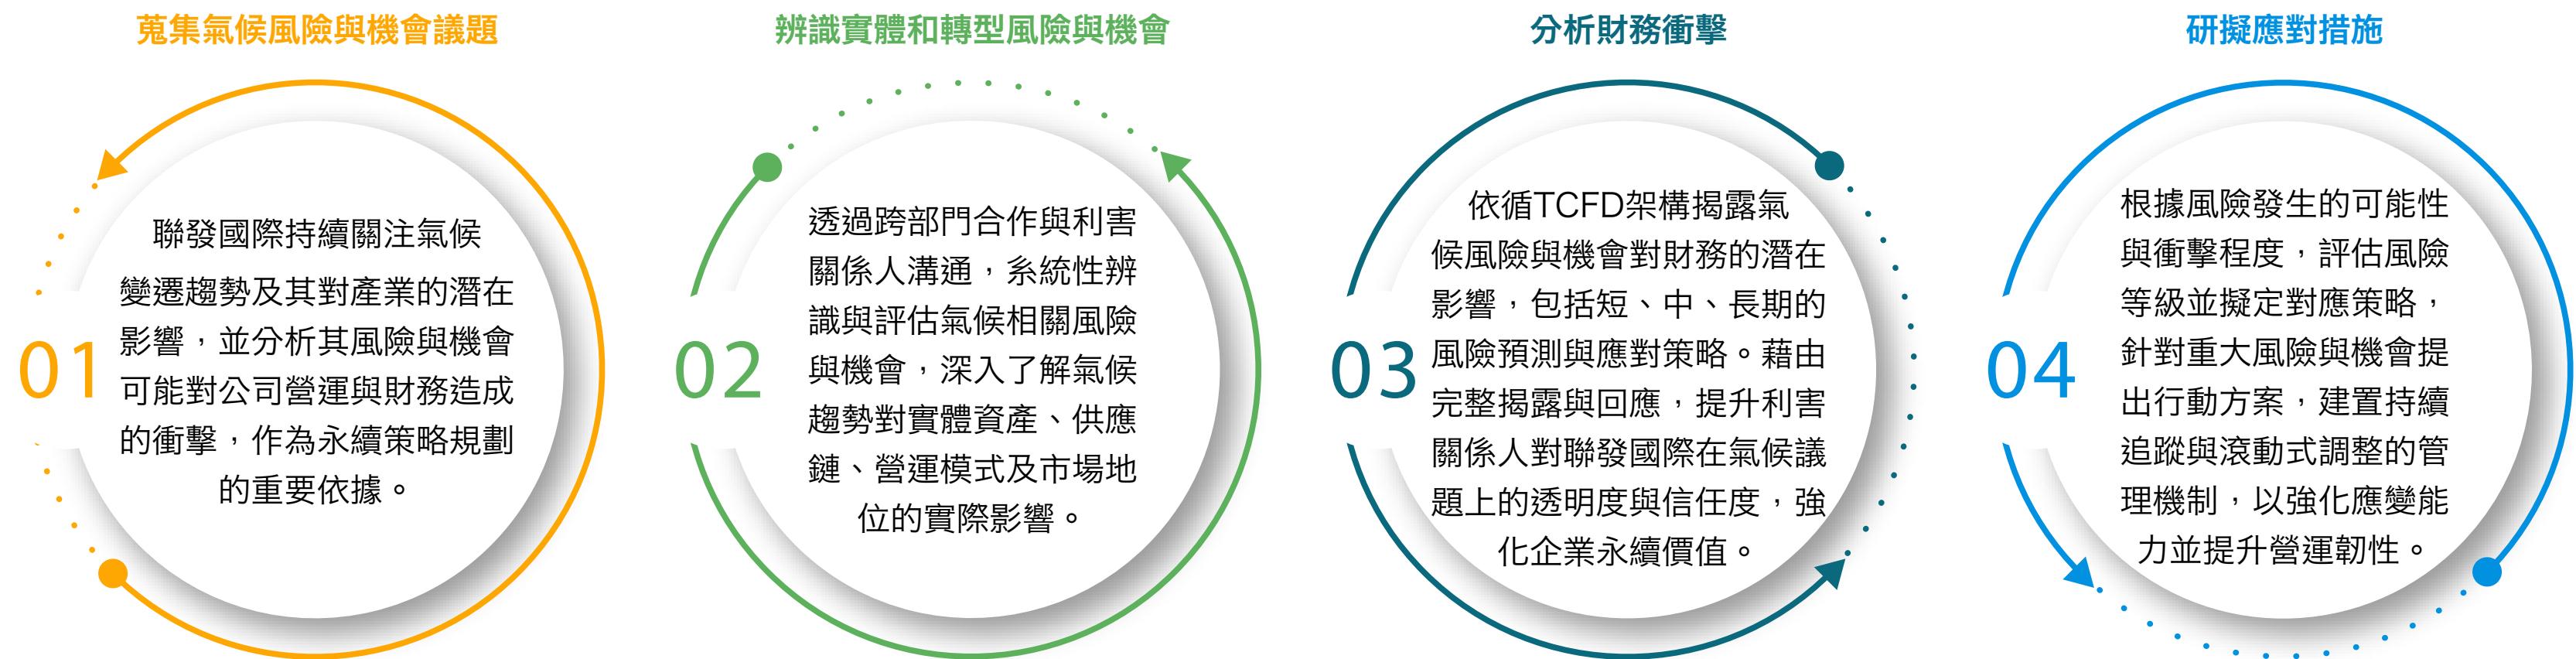 蒐集氣候風險與機會議題
01
聯發國際持續關注氣候
變遷趨勢及其對產業的潛在
影響，並分析其風險與機會
可能對公司營運與財務造成
的衝擊，作為永續策略規劃
的重要依據。
辨識實體和轉型風險與機會
02
透過跨部門合作與利害
關係人溝通，系統性辨
識與評估氣候相關風險
與機會，深入了解氣候
趨勢對實體資產、供應
鏈、營運模式及市場地
位的實際影響。
分析財務衝擊
03
依循TCFD架構揭露氣
候風險與機會對財務的潛在
影響，包括短、中、長期的
風險預測與應對策略。藉由
完整揭露與回應，提升利害
關係人對聯發國際在氣候議
題上的透明度與信任度，強
化企業永續價值。
研擬應對措施
04
根據風險發生的可能性
與衝擊程度，評估風險
等級並擬定對應策略，
針對重大風險與機會提
出行動方案，建置持續
追蹤與滾動式調整的管
理機制，以強化應變能
力並提升營運韌性。